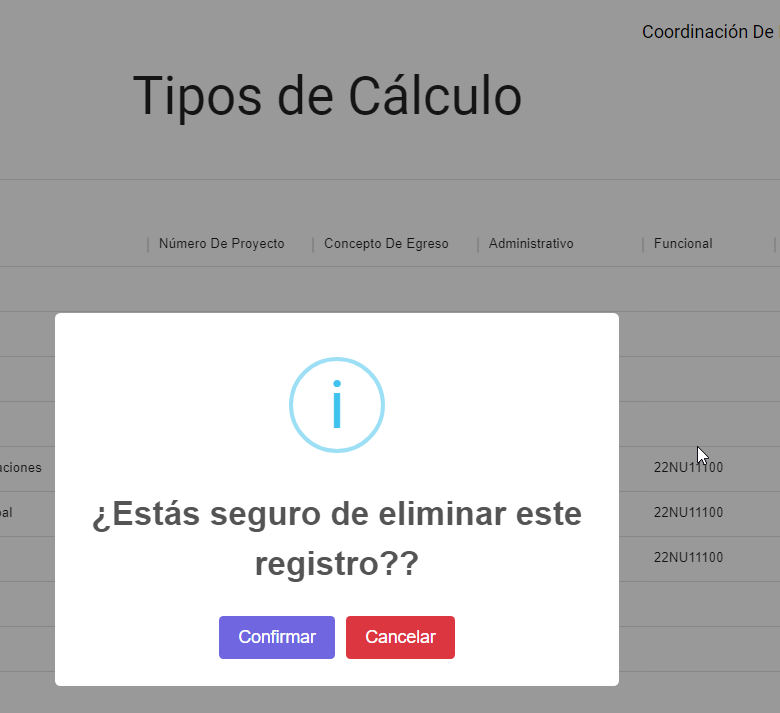 Coordinación De
Tipos de Cálculo
Número De Proyecto Concepto De Egreso Administrativo Funcional
¿Estás seguro de eliminar este
registro??
Confirmar Cancelar
aciones 22NU11100
22NU11100
22NU11100